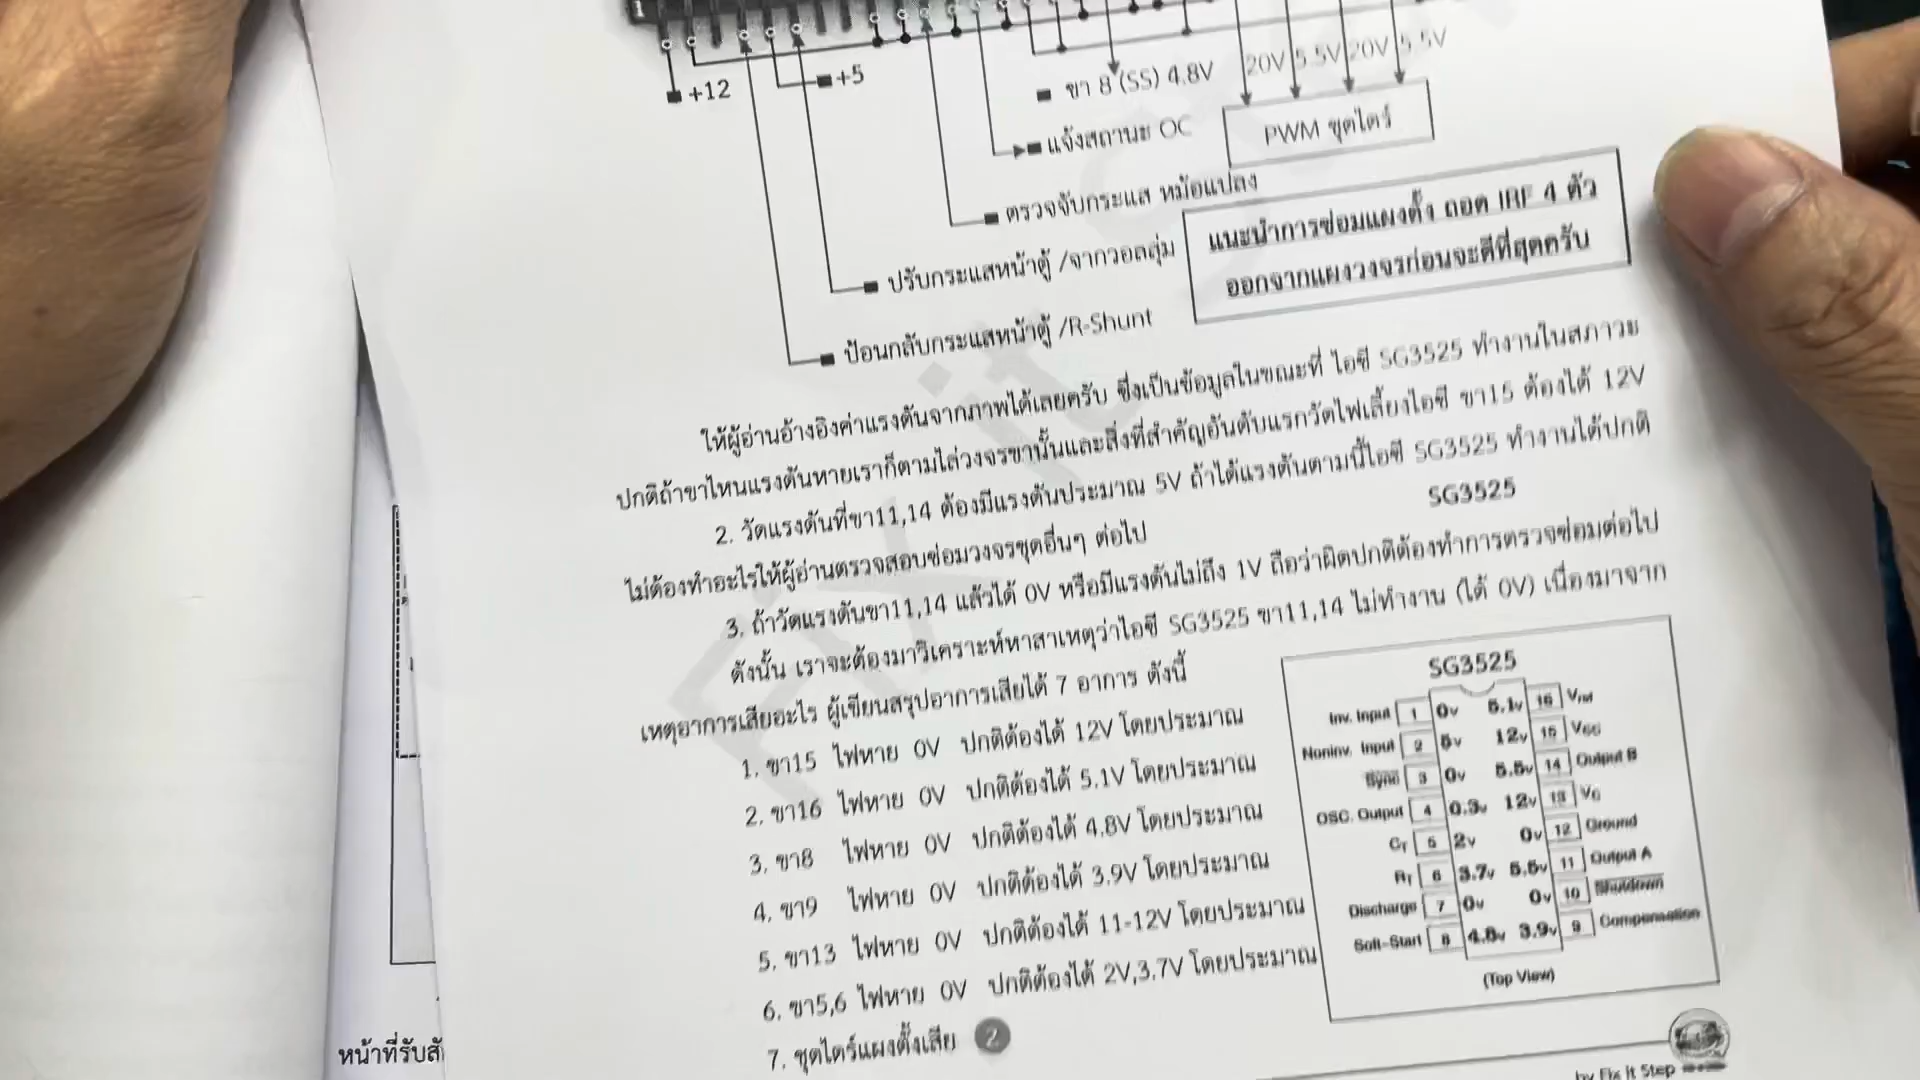 1
+12
+5
ขา 8 (SS) 4.8V
20V 5.5V 20V 5.5V
แจ้งสถานะ OC
PWM ชุดไดร์
ตรวจจับกระแส หม้อแปลง
ปรับกระแสหน้าตู้ /จากวอลลุ่ม
ป้อนกลับกระแสหน้าตู้ /R-Shunt
แนะนำการซ่อมแผงตั้ง ถอด IRF 4 ตัว
ออกจากแผงวงจรก่อนจะดีที่สุดครับ
ให้ผู้อ่านอ้างอิงค่าแรงดันจากภาพได้เลยครับ ซึ่งเป็นข้อมูลในขณะที่ ไอซี SG3525 ทำงานในสภาวะ
ปกติถ้าขาไหนแรงดันหายเราก็ตามไล่วงจรขานั้นและสิ่งที่สำคัญอันดับแรกวัดไฟเลี้ยงไอซี ขา15 ต้องได้ 12V
2. วัดแรงดันที่ขา11,14 ต้องมีแรงดันประมาณ 5V ถ้าได้แรงดันตามนี้ไอซี SG3525 ทำงานได้ปกติ
ไม่ต้องทำอะไรให้ผู้อ่านตรวจสอบซ่อมวงจรชุดอื่นๆ ต่อไป
SG3525
3. ถ้าวัดแรงดันขา11,14 แล้วได้ 0V หรือมีแรงดันไม่ถึง 1V ถือว่าผิดปกติต้องทำการตรวจซ่อมต่อไป
ดังนั้น เราจะต้องมาวิเคราะห์หาสาเหตุว่าไอซี SG3525 ขา11,14 ไม่ทำงาน (ได้ 0V) เนื่องมาจาก
เหตุอาการเสียอะไร ผู้เขียนสรุปอาการเสียได้ 7 อาการ ดังนี้
1. ขา15 ไฟหาย 0V ปกติต้องได้ 12V โดยประมาณ
2. ขา16 ไฟหาย 0V ปกติต้องได้ 5.1V โดยประมาณ
3. ขา8 ไฟหาย 0V ปกติต้องได้ 4.8V โดยประมาณ
4. ขา9 ไฟหาย 0V ปกติต้องได้ 3.9V โดยประมาณ
5. ขา13 ไฟหาย 0V ปกติต้องได้ 11-12V โดยประมาณ
6. ขา5,6 ไฟหาย 0V ปกติต้องได้ 2V,3.7V โดยประมาณ
7. ชุดไดร์แผงตั้งเสีย
2
SG3525
Inv. Input 1 0v 5.1v 16 Vref
Noninv. Input 2 5v 12v 15 Vcc
Sync 3 0v 5.5v 14 Output B
OSC. Output 4 0.3v 12v 13 Vc
CT 5 2v 0v 12 Ground
RT 6 3.7v 5.5v 11 Output A
Discharge 7 0v 0v 10 Shutdown
Soft-Start 8 4.8v 3.9v 9 Compensation
(Top View)
by Fix It Step
หน้าที่รับสั
Fix it